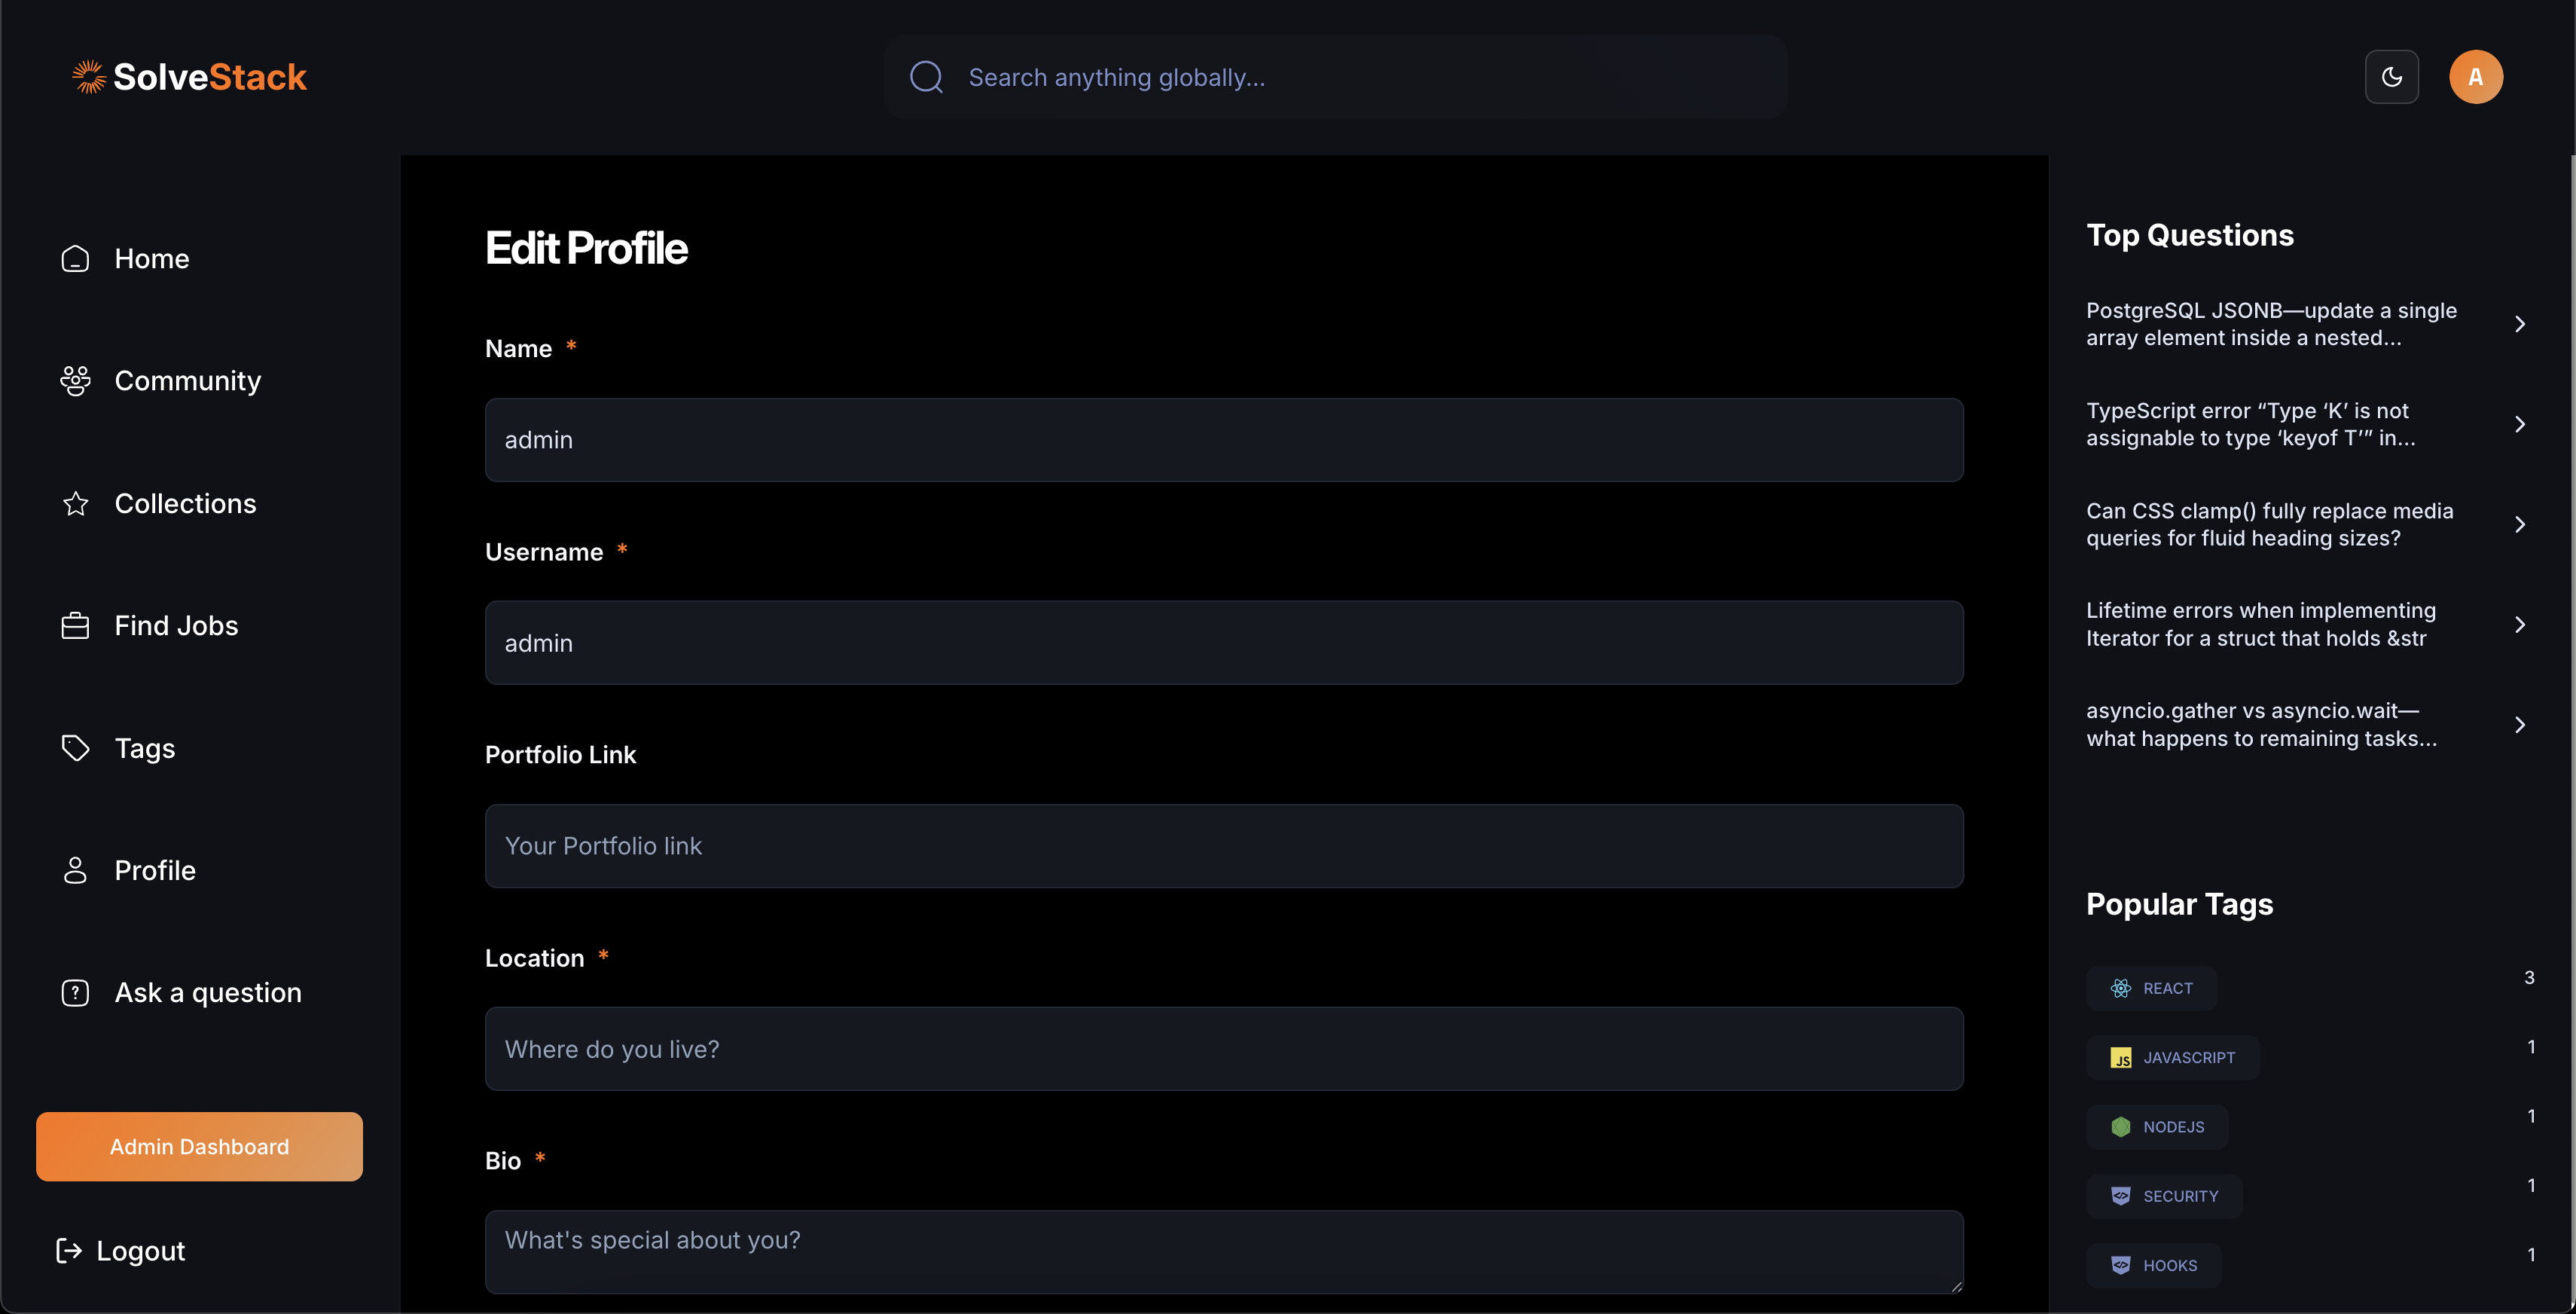 SolveStack
Search anything globally...
A
Home
Community
Collections
Find Jobs
Tags
Profile
Ask a question
Admin Dashboard
Logout
Edit Profile
Name *
admin
Username *
admin
Portfolio Link
Your Portfolio link
Location *
Where do you live?
Bio *
What's special about you?
Top Questions
PostgreSQL JSONB—update a single
array element inside a nested...
TypeScript error “Type ‘K’ is not
assignable to type ‘keyof T’” in...
Can CSS clamp() fully replace media
queries for fluid heading sizes?
Lifetime errors when implementing
Iterator for a struct that holds &str
asyncio.gather vs asyncio.wait—
what happens to remaining tasks...
Popular Tags
REACT 3
JS JAVASCRIPT 1
NODEJS 1
SECURITY 1
HOOKS 1